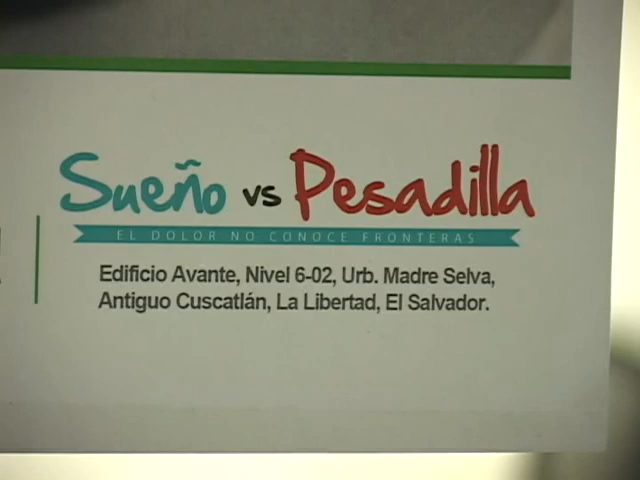 Sueño vs Pesadilla
EL DOLOR NO CONOCE FRONTERAS
Edificio Avante, Nivel 6-02, Urb. Madre Selva,
Antiguo Cuscatlán, La Libertad, El Salvador.